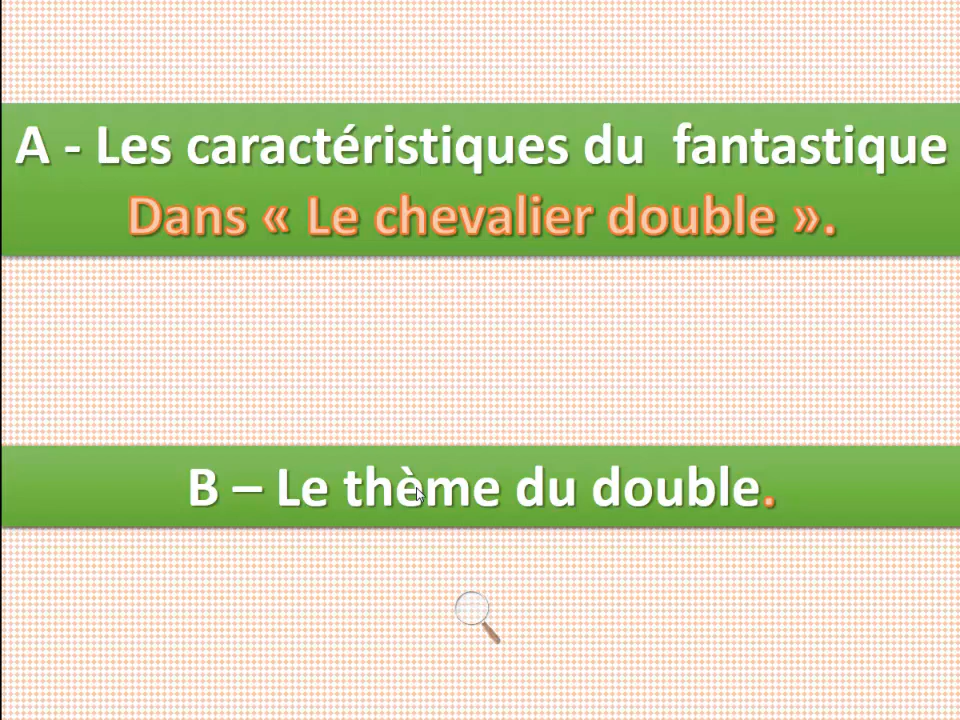 A - Les caractéristiques du  fantastique
Dans « Le chevalier double ».
B – Le thème du double.